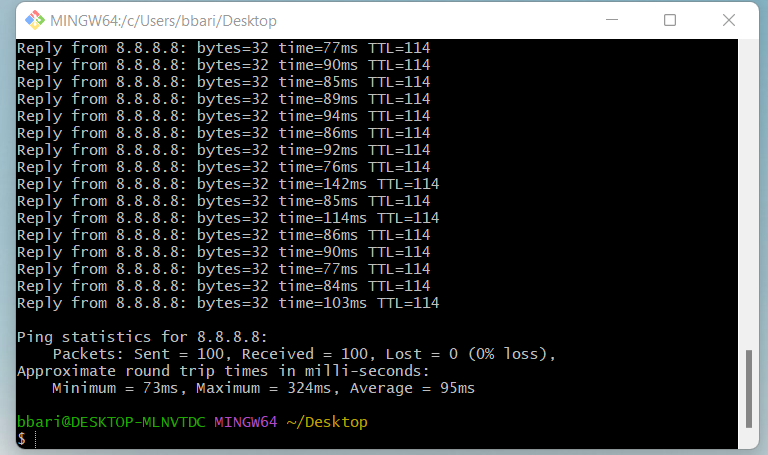 MINGW64:/c/Users/bbari/Desktop
Reply from 8.8.8.8: bytes=32 time=77ms TTL=114
Reply from 8.8.8.8: bytes=32 time=90ms TTL=114
Reply from 8.8.8.8: bytes=32 time=85ms TTL=114
Reply from 8.8.8.8: bytes=32 time=89ms TTL=114
Reply from 8.8.8.8: bytes=32 time=94ms TTL=114
Reply from 8.8.8.8: bytes=32 time=86ms TTL=114
Reply from 8.8.8.8: bytes=32 time=92ms TTL=114
Reply from 8.8.8.8: bytes=32 time=76ms TTL=114
Reply from 8.8.8.8: bytes=32 time=142ms TTL=114
Reply from 8.8.8.8: bytes=32 time=85ms TTL=114
Reply from 8.8.8.8: bytes=32 time=114ms TTL=114
Reply from 8.8.8.8: bytes=32 time=86ms TTL=114
Reply from 8.8.8.8: bytes=32 time=90ms TTL=114
Reply from 8.8.8.8: bytes=32 time=77ms TTL=114
Reply from 8.8.8.8: bytes=32 time=84ms TTL=114
Reply from 8.8.8.8: bytes=32 time=103ms TTL=114
Ping statistics for 8.8.8.8:
Packets: Sent = 100, Received = 100, Lost = 0 (0% loss),
Approximate round trip times in milli-seconds:
Minimum = 73ms, Maximum = 324ms, Average = 95ms
bbari@DESKTOP-MLNVTDC MINGW64 ~/Desktop
$